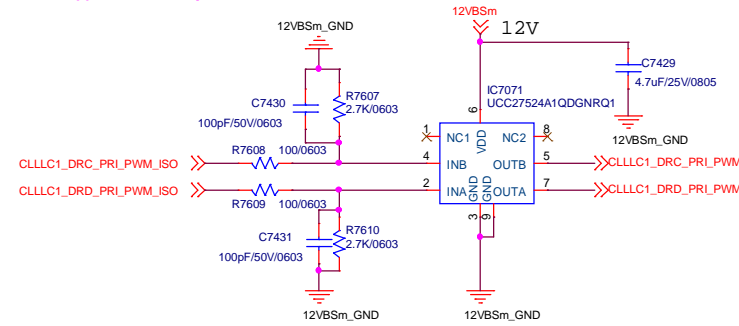 12VBSm
12VBSm_GND
12V
C7429
4.7uF/25V/0805
IC7071
UCC27524A1QDGNRQ1
R7607
C7430
2.7K/0603
100pF/50V/0603
6
VDD
12VBSm_GND
1 NC1 NC2 8
R7608 100/0603
CLLLC1_DRC_PRI_PWM_ISO 4 INB OUTB 5 CLLLC1_DRC_PRI_PWM
CLLLC1_DRD_PRI_PWM_ISO 2 INA OUTA 7 CLLLC1_DRD_PRI_PWM
R7609 100/0603
GND GND
3 9
R7610
C7431
2.7K/0603
100pF/50V/0603
12VBSm_GND 12VBSm_GND